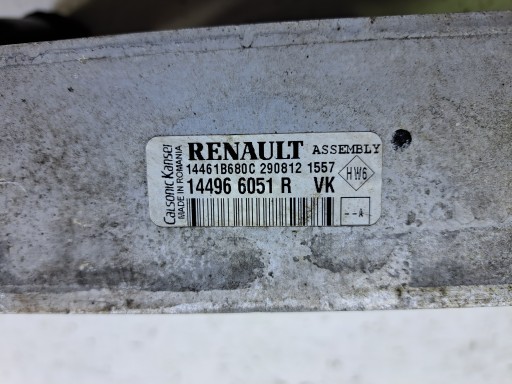 Calsonic Kansei
MADE IN ROMANIA
RENAULT ASSEMBLY
14461B680C 290812 1557
14496 6051 R VK
HW6
--A